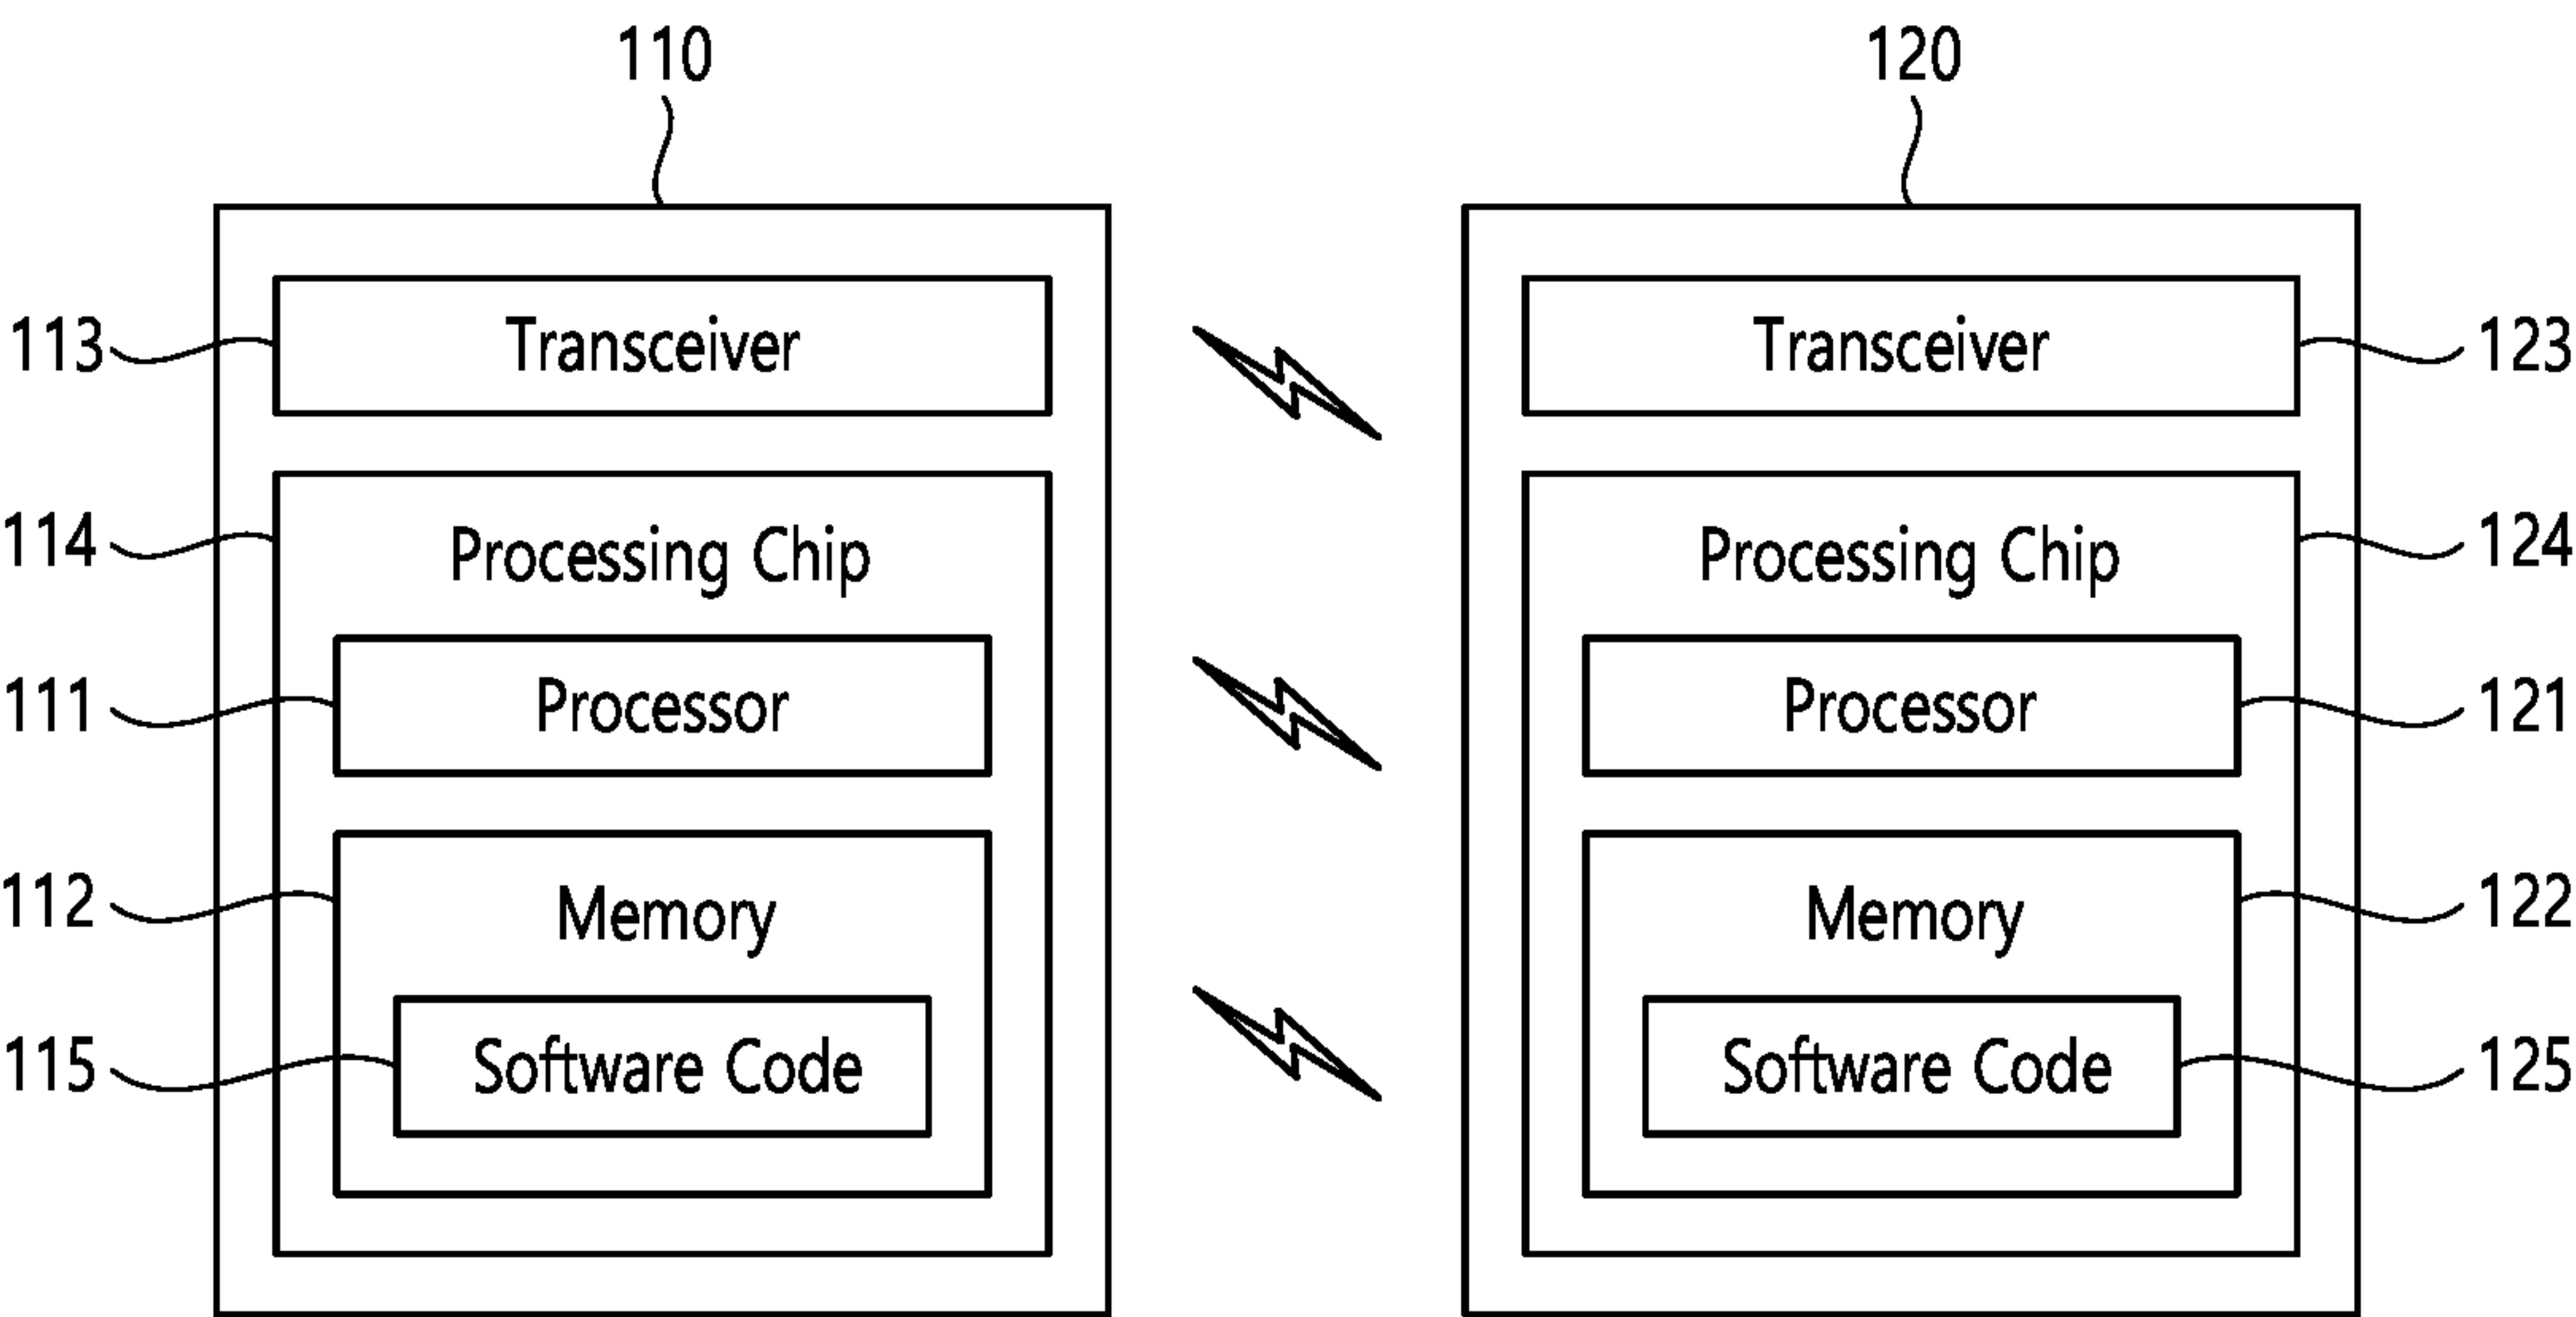 110 120
113 Transceiver Transceiver 123
114 Processing Chip Processing Chip 124
111 Processor Processor 121
112 Memory Memory 122
115 Software Code Software Code 125